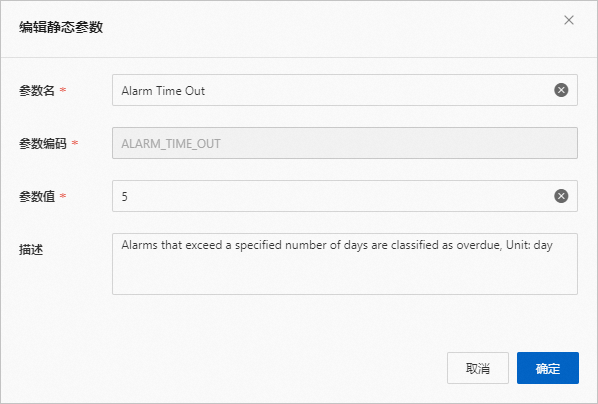 编辑静态参数
参数名 *
Alarm Time Out
参数编码 *
ALARM_TIME_OUT
参数值 *
5
描述
Alarms that exceed a specified number of days are classified as overdue, Unit: day
取消
确定